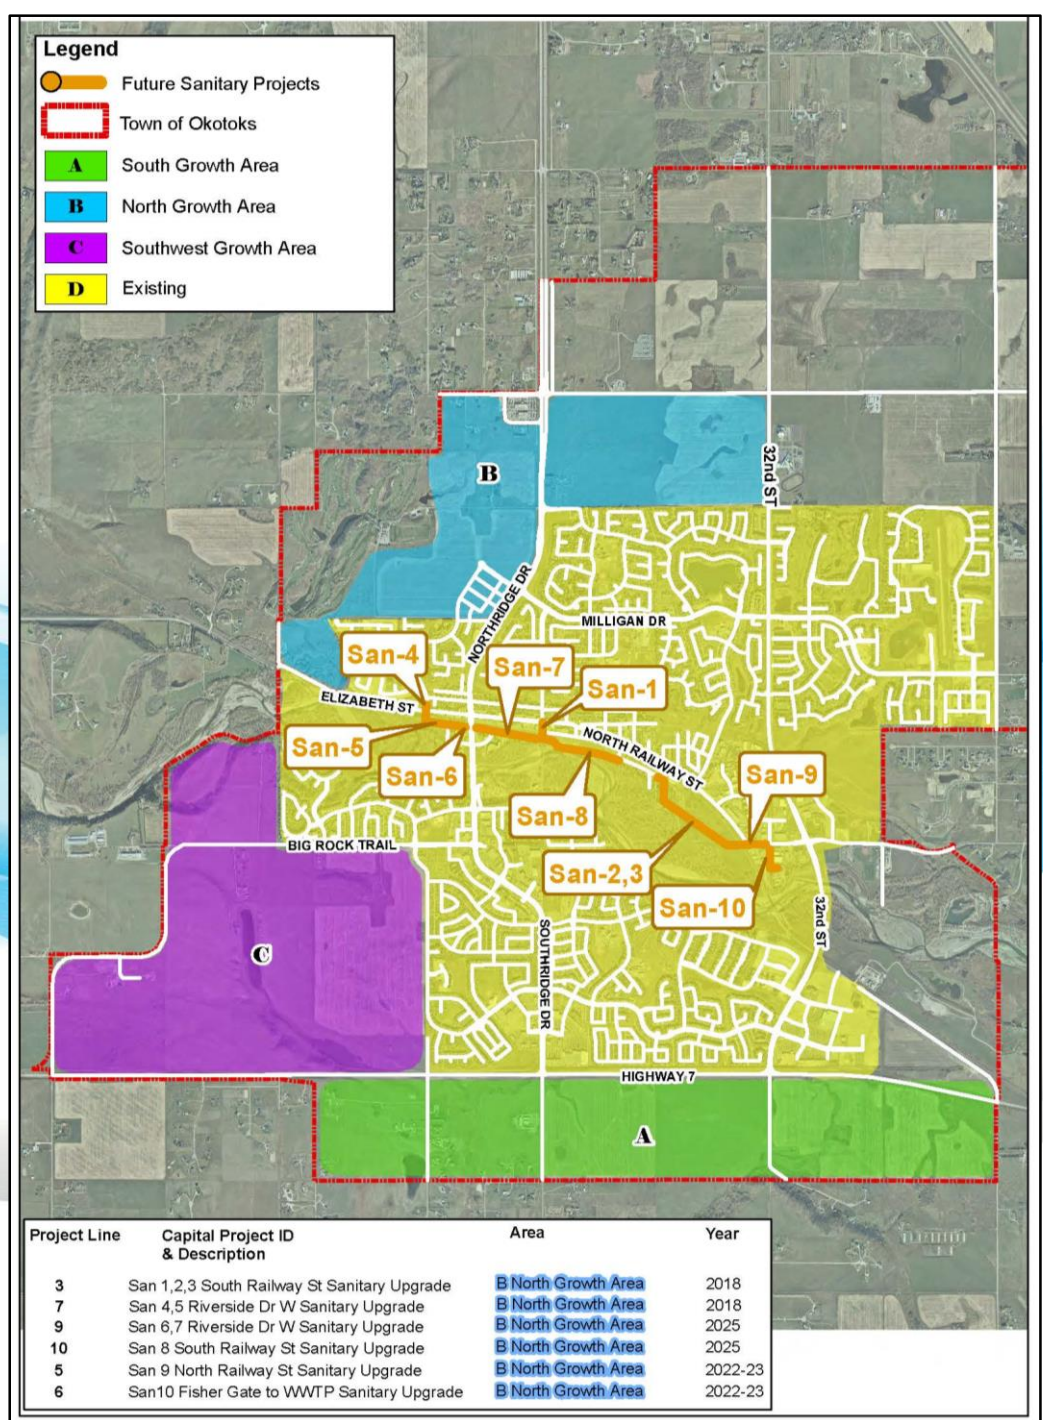 Legend
Future Sanitary Projects
Town of Okotoks
A South Growth Area
B North Growth Area
C Southwest Growth Area
D Existing
B
32nd ST
NORTHRIDGE DR
MILLIGAN DR
San-4
San-7
San-1
ELIZABETH ST
NORTH RAILWAY ST
San-5
San-6
San-9
San-8
BIG ROCK TRAIL
San-2,3
San-10
32nd ST
SOUTHRIDGE DR
C
HIGHWAY 7
A
Project Line Capital Project ID Area Year
& Description
3 San 1,2,3 South Railway St Sanitary Upgrade B North Growth Area 2018
7 San 4,5 Riverside Dr W Sanitary Upgrade B North Growth Area 2018
9 San 6,7 Riverside Dr W Sanitary Upgrade B North Growth Area 2025
10 San 8 South Railway St Sanitary Upgrade B North Growth Area 2025
5 San 9 North Railway St Sanitary Upgrade B North Growth Area 2022-23
6 San10 Fisher Gate to WWTP Sanitary Upgrade B North Growth Area 2022-23